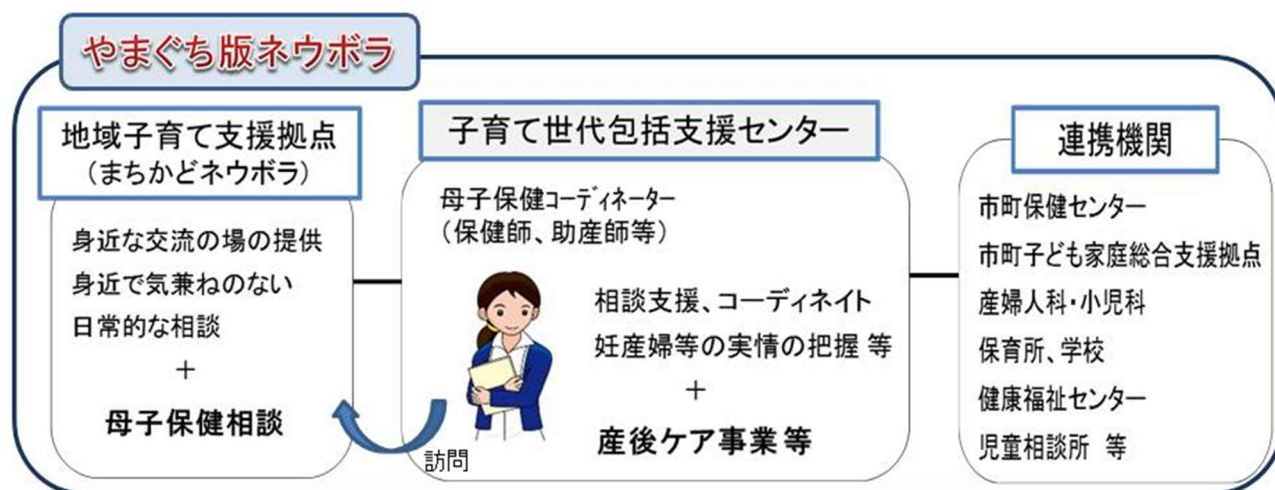 やまぐち版ネウボラ
地域子育て支援拠点
(まちかどネウボラ)
身近な交流の場の提供
身近で気兼ねのない
日常的な相談
+
母子保健相談
子育て世代包括支援センター
母子保健ｺｰﾃﾞｨﾈｰﾀｰ
(保健師、助産師等)
相談支援、コーディネイト
妊産婦等の実情の把握 等
+
産後ケア事業 等
訪問
連携機関
市町保健センター
市町子ども家庭総合支援拠点
産婦人科・小児科
保育所、学校
健康福祉センター
児童相談所 等